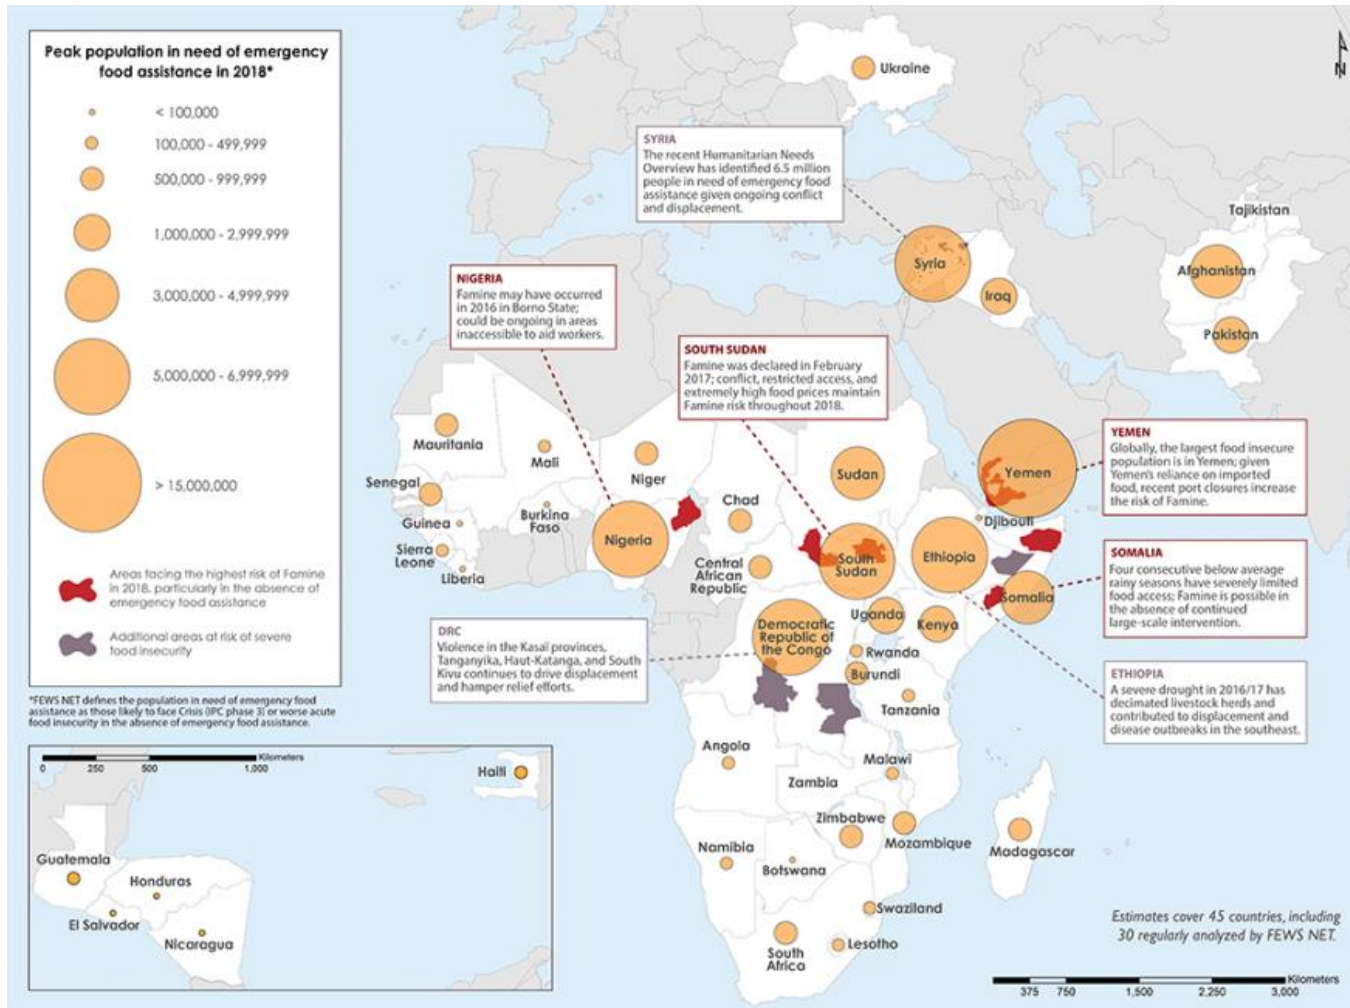 Peak population in need of emergency
food assistance in 2018*
< 100,000
100,000 - 499,999
500,000 - 999,999
1,000,000 - 2,999,999
3,000,000 - 4,999,999
5,000,000 - 6,999,999
> 15,000,000
Areas facing the highest risk of Famine
in 2018, particularly in the absence of
emergency food assistance
Additional areas at risk of severe
food insecurity
*FEWS NET defines the population in need of emergency food
assistance as those likely to face Crisis (IPC phase 3) or worse acute
food insecurity in the absence of emergency food assistance.
N
Ukraine
SYRIA
The recent Humanitarian Needs
Overview has identified 6.5 million
people in need of emergency food
assistance given ongoing conflict
and displacement.
Tajikistan
Syria
Afghanistan
Iraq
Pakistan
NIGERIA
Famine may have occurred
in 2016 in Borno State;
could be ongoing in areas
inaccessible to aid workers.
SOUTH SUDAN
Famine was declared in February
2017; conflict, restricted access, and
extremely high food prices maintain
Famine risk throughout 2018.
YEMEN
Globally, the largest food insecure
population is in Yemen; given
Yemen's reliance on imported
food, recent port closures increase
the risk of Famine.
Mauritania
Mali
Niger
Sudan
Yemen
Senegal
Chad
Guinea
Burkina
Faso
Djibouti
Nigeria
Sierra
Leone
Liberia
Central
African
Republic
South
Sudan
Ethiopia
SOMALIA
Four consecutive below average
rainy seasons have severely limited
food access; Famine is possible in
the absence of continued
large-scale intervention.
Somalia
Uganda
Kenya
Democratic
Republic of
the Congo
Rwanda
Burundi
DRC
Violence in the Kasai provinces,
Tanganyika, Haut-Katanga, and South
Kivu continues to drive displacement
and hamper relief efforts.
ETHIOPIA
A severe drought in 2016/17 has
decimated livestock herds and
contributed to displacement and
disease outbreaks in the southeast.
Tanzania
Angola
Malawi
Zambia
Zimbabwe
Mozambique
Madagascar
Namibia
Botswana
Swaziland
Lesotho
South
Africa
Kilometers
0 250 500 1,000
Haiti
Guatemala
Honduras
El Salvador
Nicaragua
Estimates cover 45 countries, including
30 regularly analyzed by FEWS NET.
Kilometers
375 750 1,500 2,250 3,000